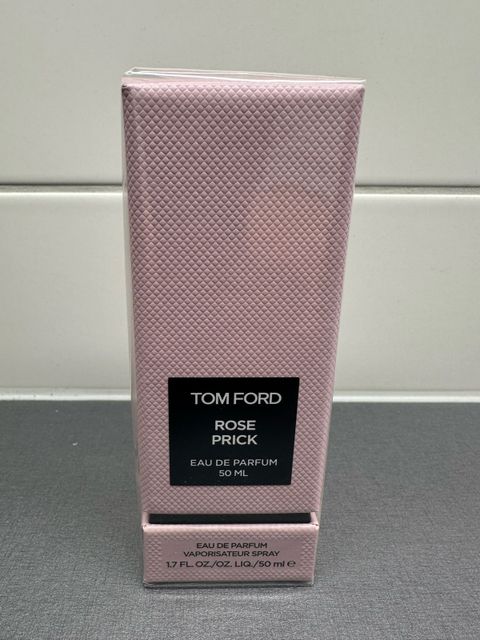 TOM FORD
ROSE
PRICK
EAU DE PARFUM
50 ML
EAU DE PARFUM
VAPORISATEUR SPRAY
1.7 FL. OZ./OZ. LIQ./50 ml ℮